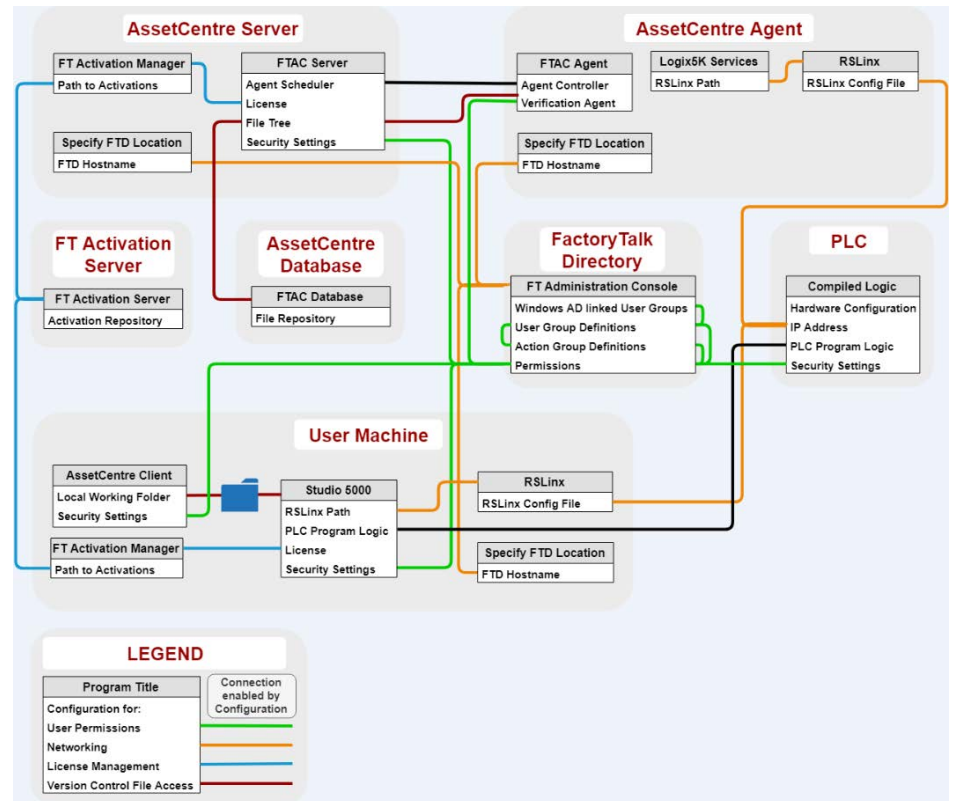 AssetCentre Server
FT Activation Manager
Path to Activations
FTAC Server
Agent Scheduler
License
File Tree
Security Settings
Specify FTD Location
FTD Hostname
AssetCentre Agent
FTAC Agent
Agent Controller
Verification Agent
Logix5K Services
RSLinx Path
RSLinx
RSLinx Config File
Specify FTD Location
FTD Hostname
FT Activation
Server
FT Activation Server
Activation Repository
AssetCentre
Database
FTAC Database
File Repository
FactoryTalk
Directory
FT Administration Console
Windows AD linked User Groups
User Group Definitions
Action Group Definitions
Permissions
PLC
Compiled Logic
Hardware Configuration
IP Address
PLC Program Logic
Security Settings
User Machine
AssetCentre Client
Local Working Folder
Security Settings
FT Activation Manager
Path to Activations
Studio 5000
RSLinx Path
PLC Program Logic
License
Security Settings
RSLinx
RSLinx Config File
Specify FTD Location
FTD Hostname
LEGEND
Program Title
Configuration for:
User Permissions
Networking
License Management
Version Control File Access
Connection
enabled by
Configuration